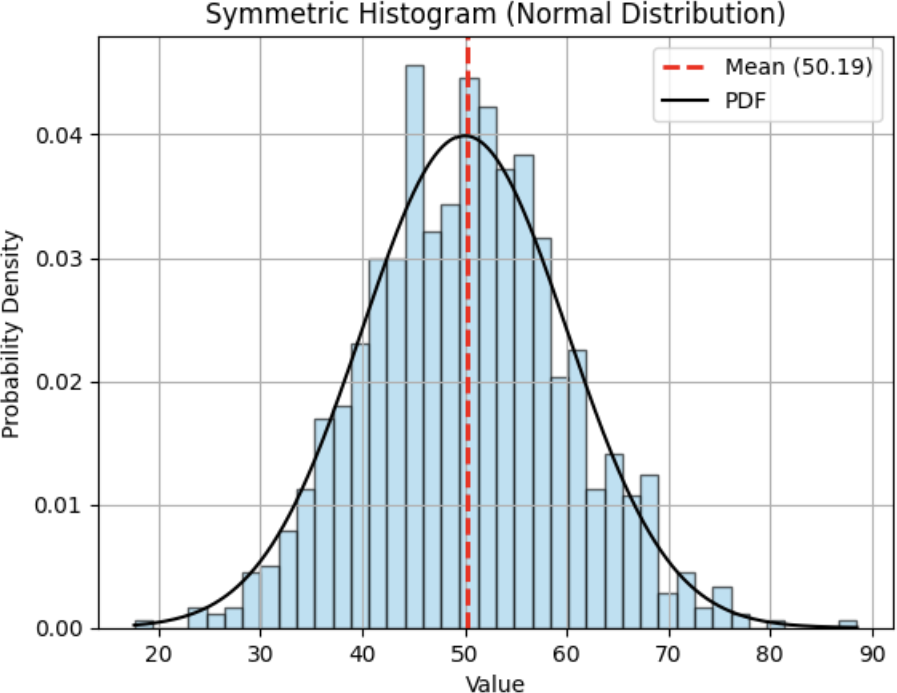 Symmetric Histogram (Normal Distribution)
Mean (50.19)
PDF
Probability Density
0.04
0.03
0.02
0.01
0.00
20 30 40 50 60 70 80 90
Value